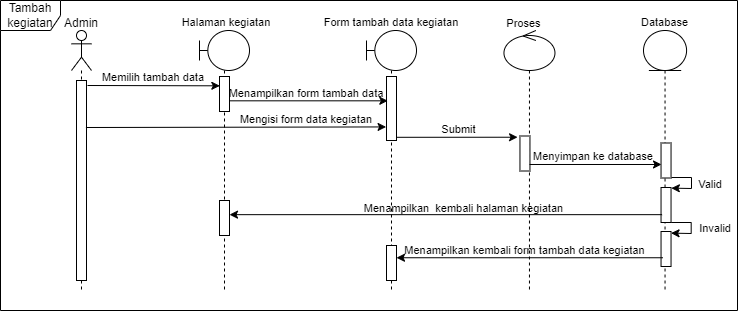 Tambah
kegiatan
Admin
Halaman kegiatan
Form tambah data kegiatan
Proses
Database
Memilih tambah data
Menampilkan form tambah data
Mengisi form data kegiatan
Submit
Menyimpan ke database
Valid
Menampilkan kembali halaman kegiatan
Invalid
Menampilkan kembali form tambah data kegiatan